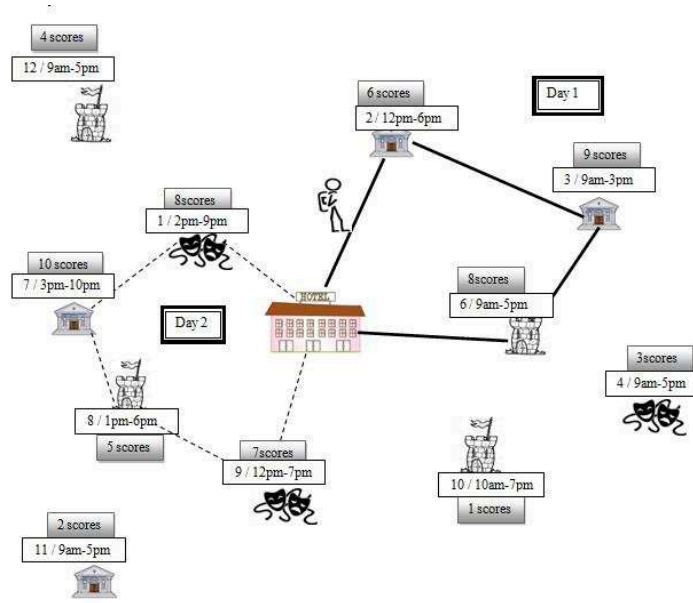 4 scores
12 / 9am-5pm
6 scores
2 / 12pm-6pm
Day 1
9 scores
3 / 9am-3pm
8scores
1 / 2pm-9pm
10 scores
7 / 3pm-10pm
Day 2
HOTEL
8scores
6 / 9am-5pm
3scores
4 / 9am-5pm
8 / 1pm-6pm
5 scores
7scores
9 / 12pm-7pm
10 / 10am-7pm
1 scores
2 scores
11 / 9am-5pm